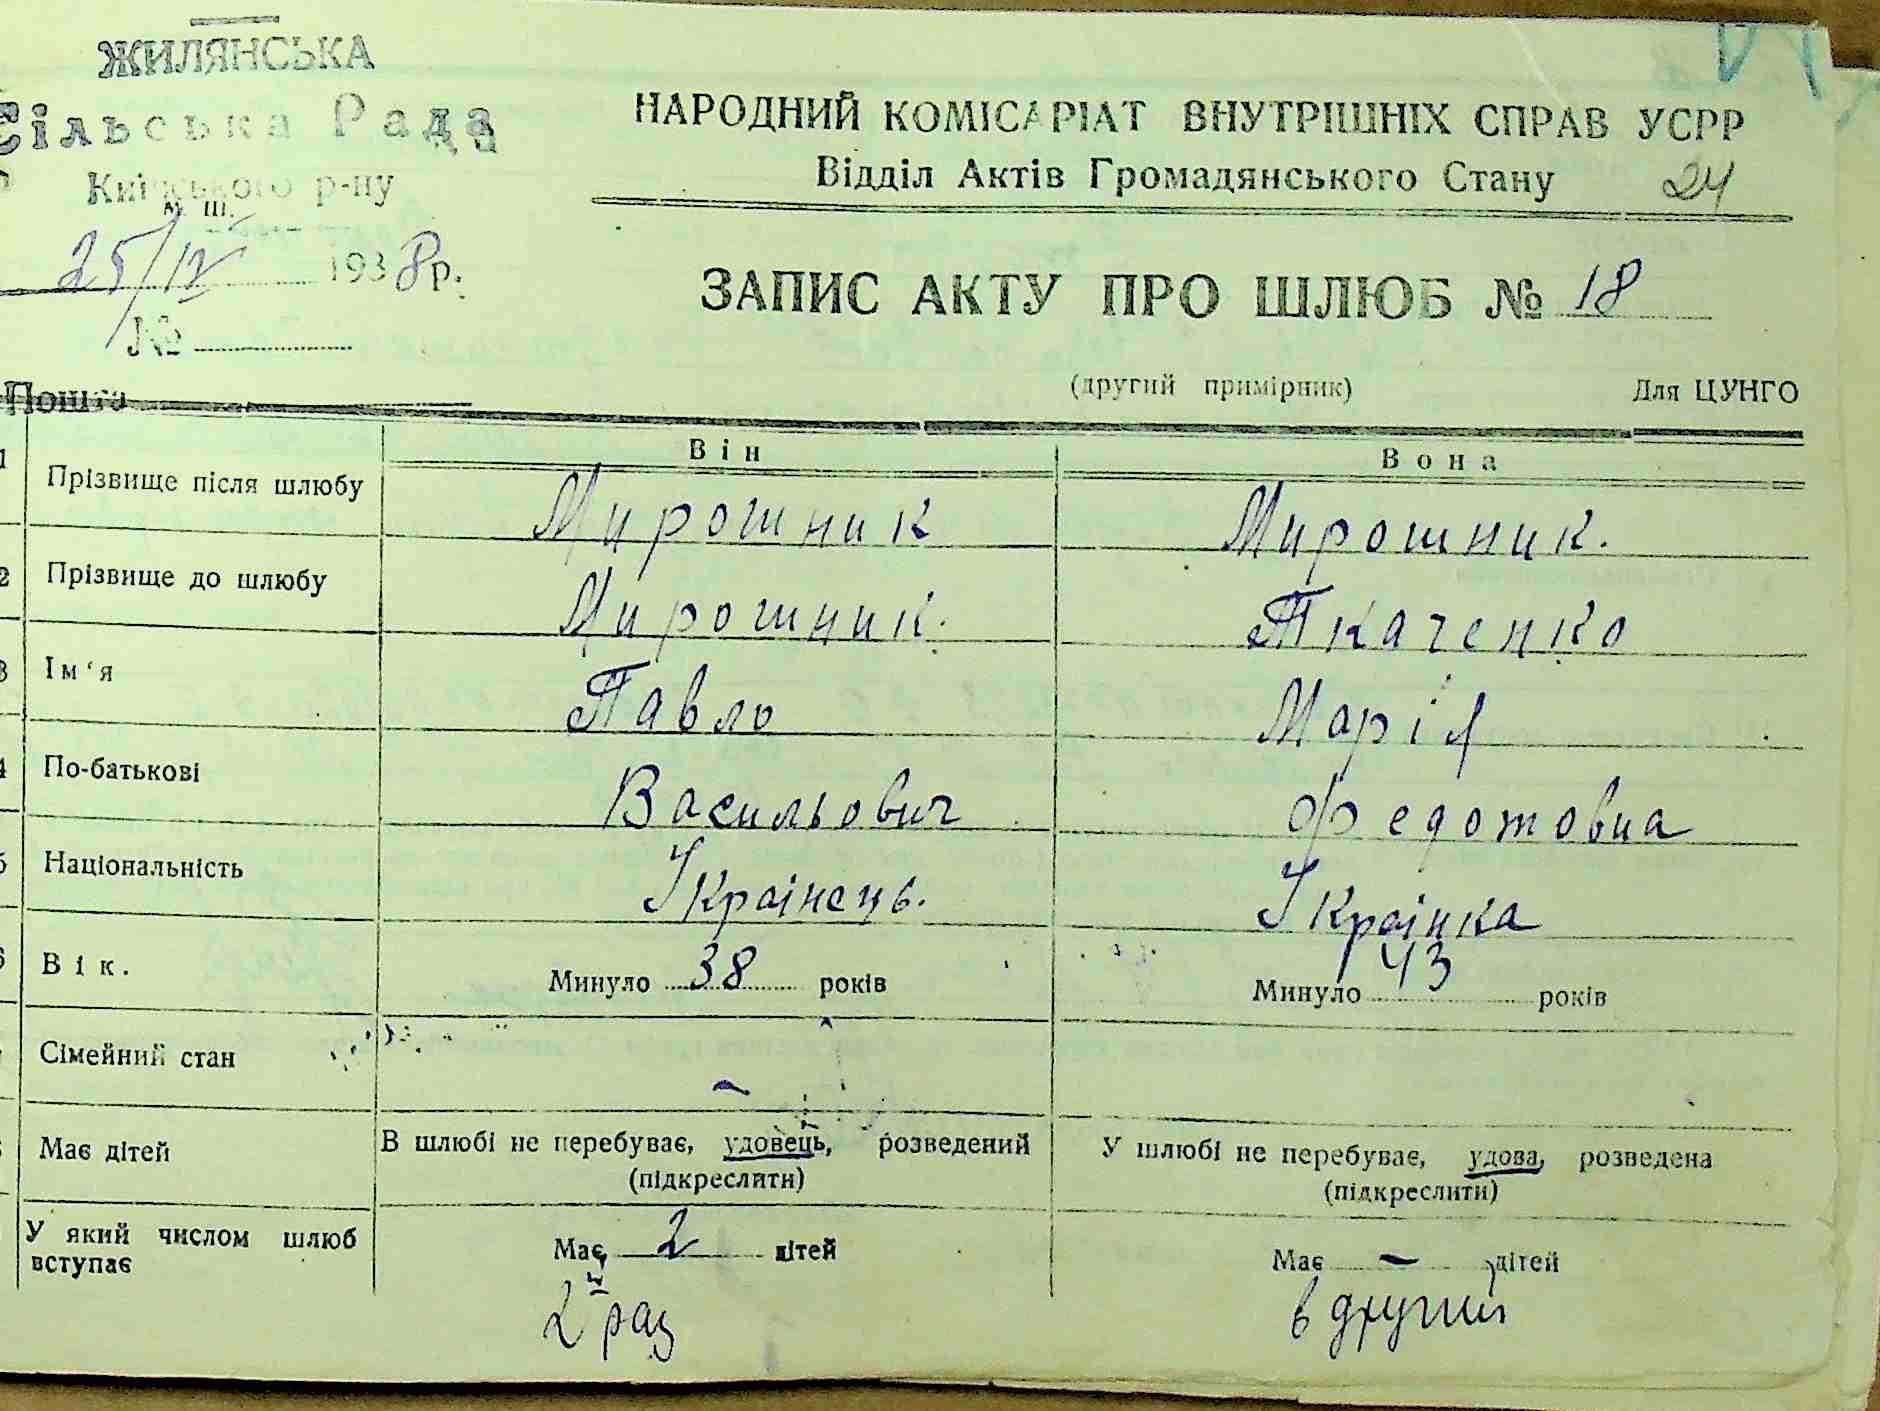 ЖИЛЯНСЬКА
Сільська Рада
Київського р-ну
25/IV 1938р.
№
Пошта
НАРОДНИЙ КОМІСАРІАТ ВНУТРІШНІХ СПРАВ УСРР
Відділ Актів Громадянського Стану 24
ЗАПИС АКТУ ПРО ШЛЮБ № 18
(другий примірник) Для ЦУНГО
Він Вона
1 Прізвище після шлюбу Мирошник Мирошник.
2 Прізвище до шлюбу Мирошник. Ткаченко
3 Ім'я Павло Марія
4 По-батькові Васильович Федотовна
5 Національність Українець. Українка
6 Вік. Минуло 38 років Минуло 43 років
Сімейний стан -
Має дітей В шлюбі не перебуває, удовець, розведений У шлюбі не перебуває, удова, розведена
(підкреслити) (підкреслити)
У який числом шлюб вступає Має 2 дітей Має - дітей
2й раз в другий